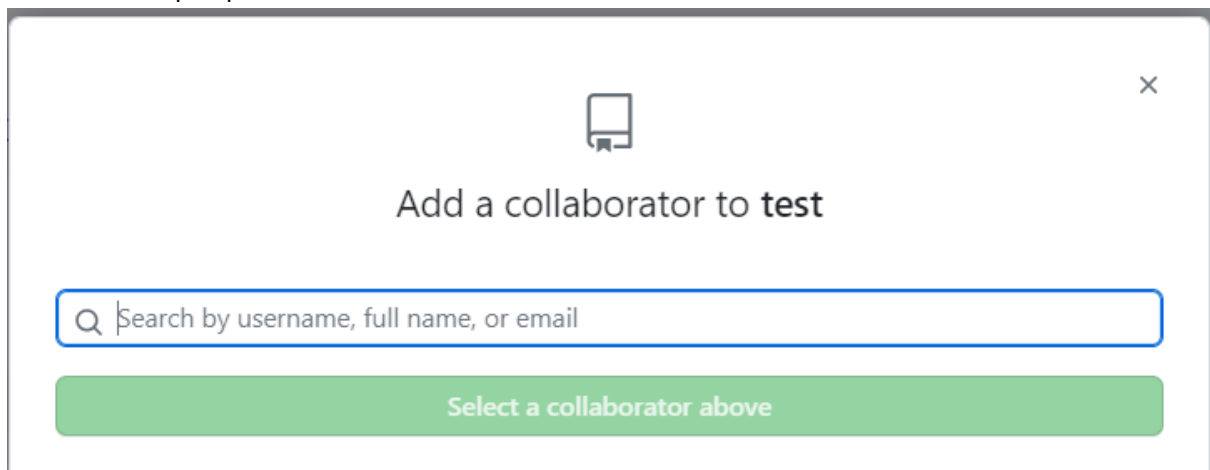 Add a collaborator to test
Search by username, full name, or email
Select a collaborator above